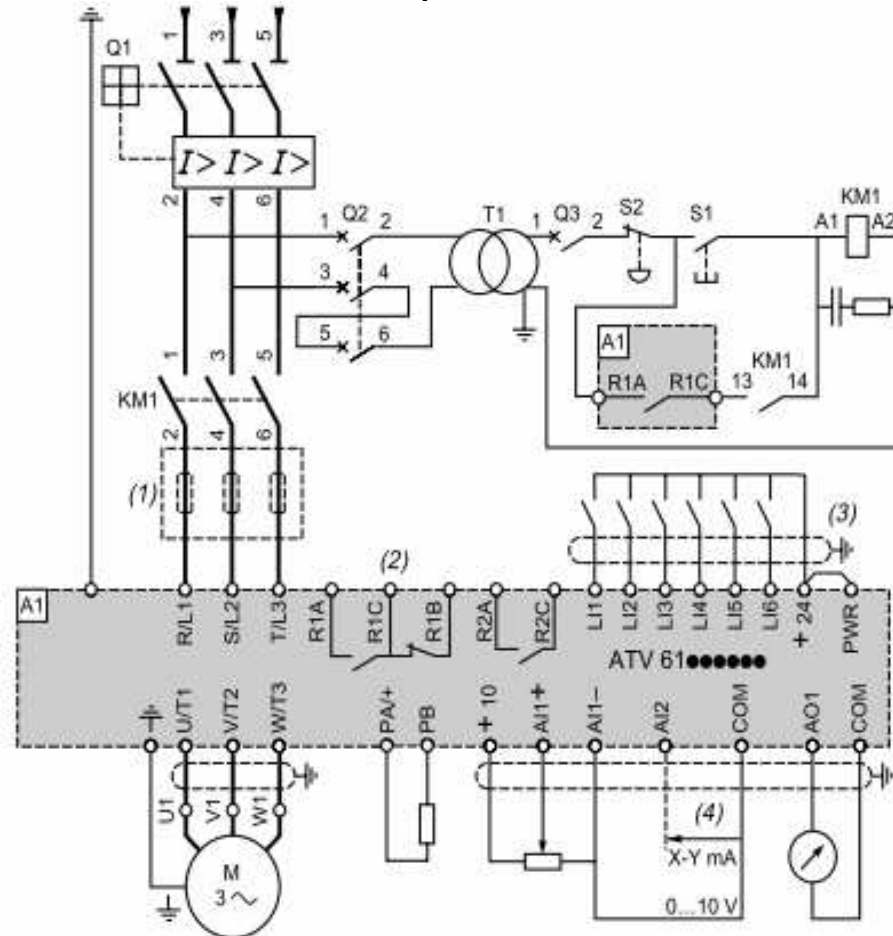 1 3 5
Q1
I> I> I>
2 4 6
1 Q2 2 T1 1 Q3 2 S2 S1 A1 KM1 A2
3 4
5 6
A1
R1A R1C 13 KM1 14
1 3 5
KM1
2 4 6
(1)
(2)
(3)
A1
R/L1 S/L2 T/L3 R1A R1C R1B R2A R2C LI1 LI2 LI3 LI4 LI5 LI6 + 24 PWR
ATV 61●●●●●●
U/T1 V/T2 W/T3 PA/+ PB + 10 AI1+ AI1– AI2 COM AO1 COM
U1 V1 W1
(4)
X-Y mA
M
3
0...10 V